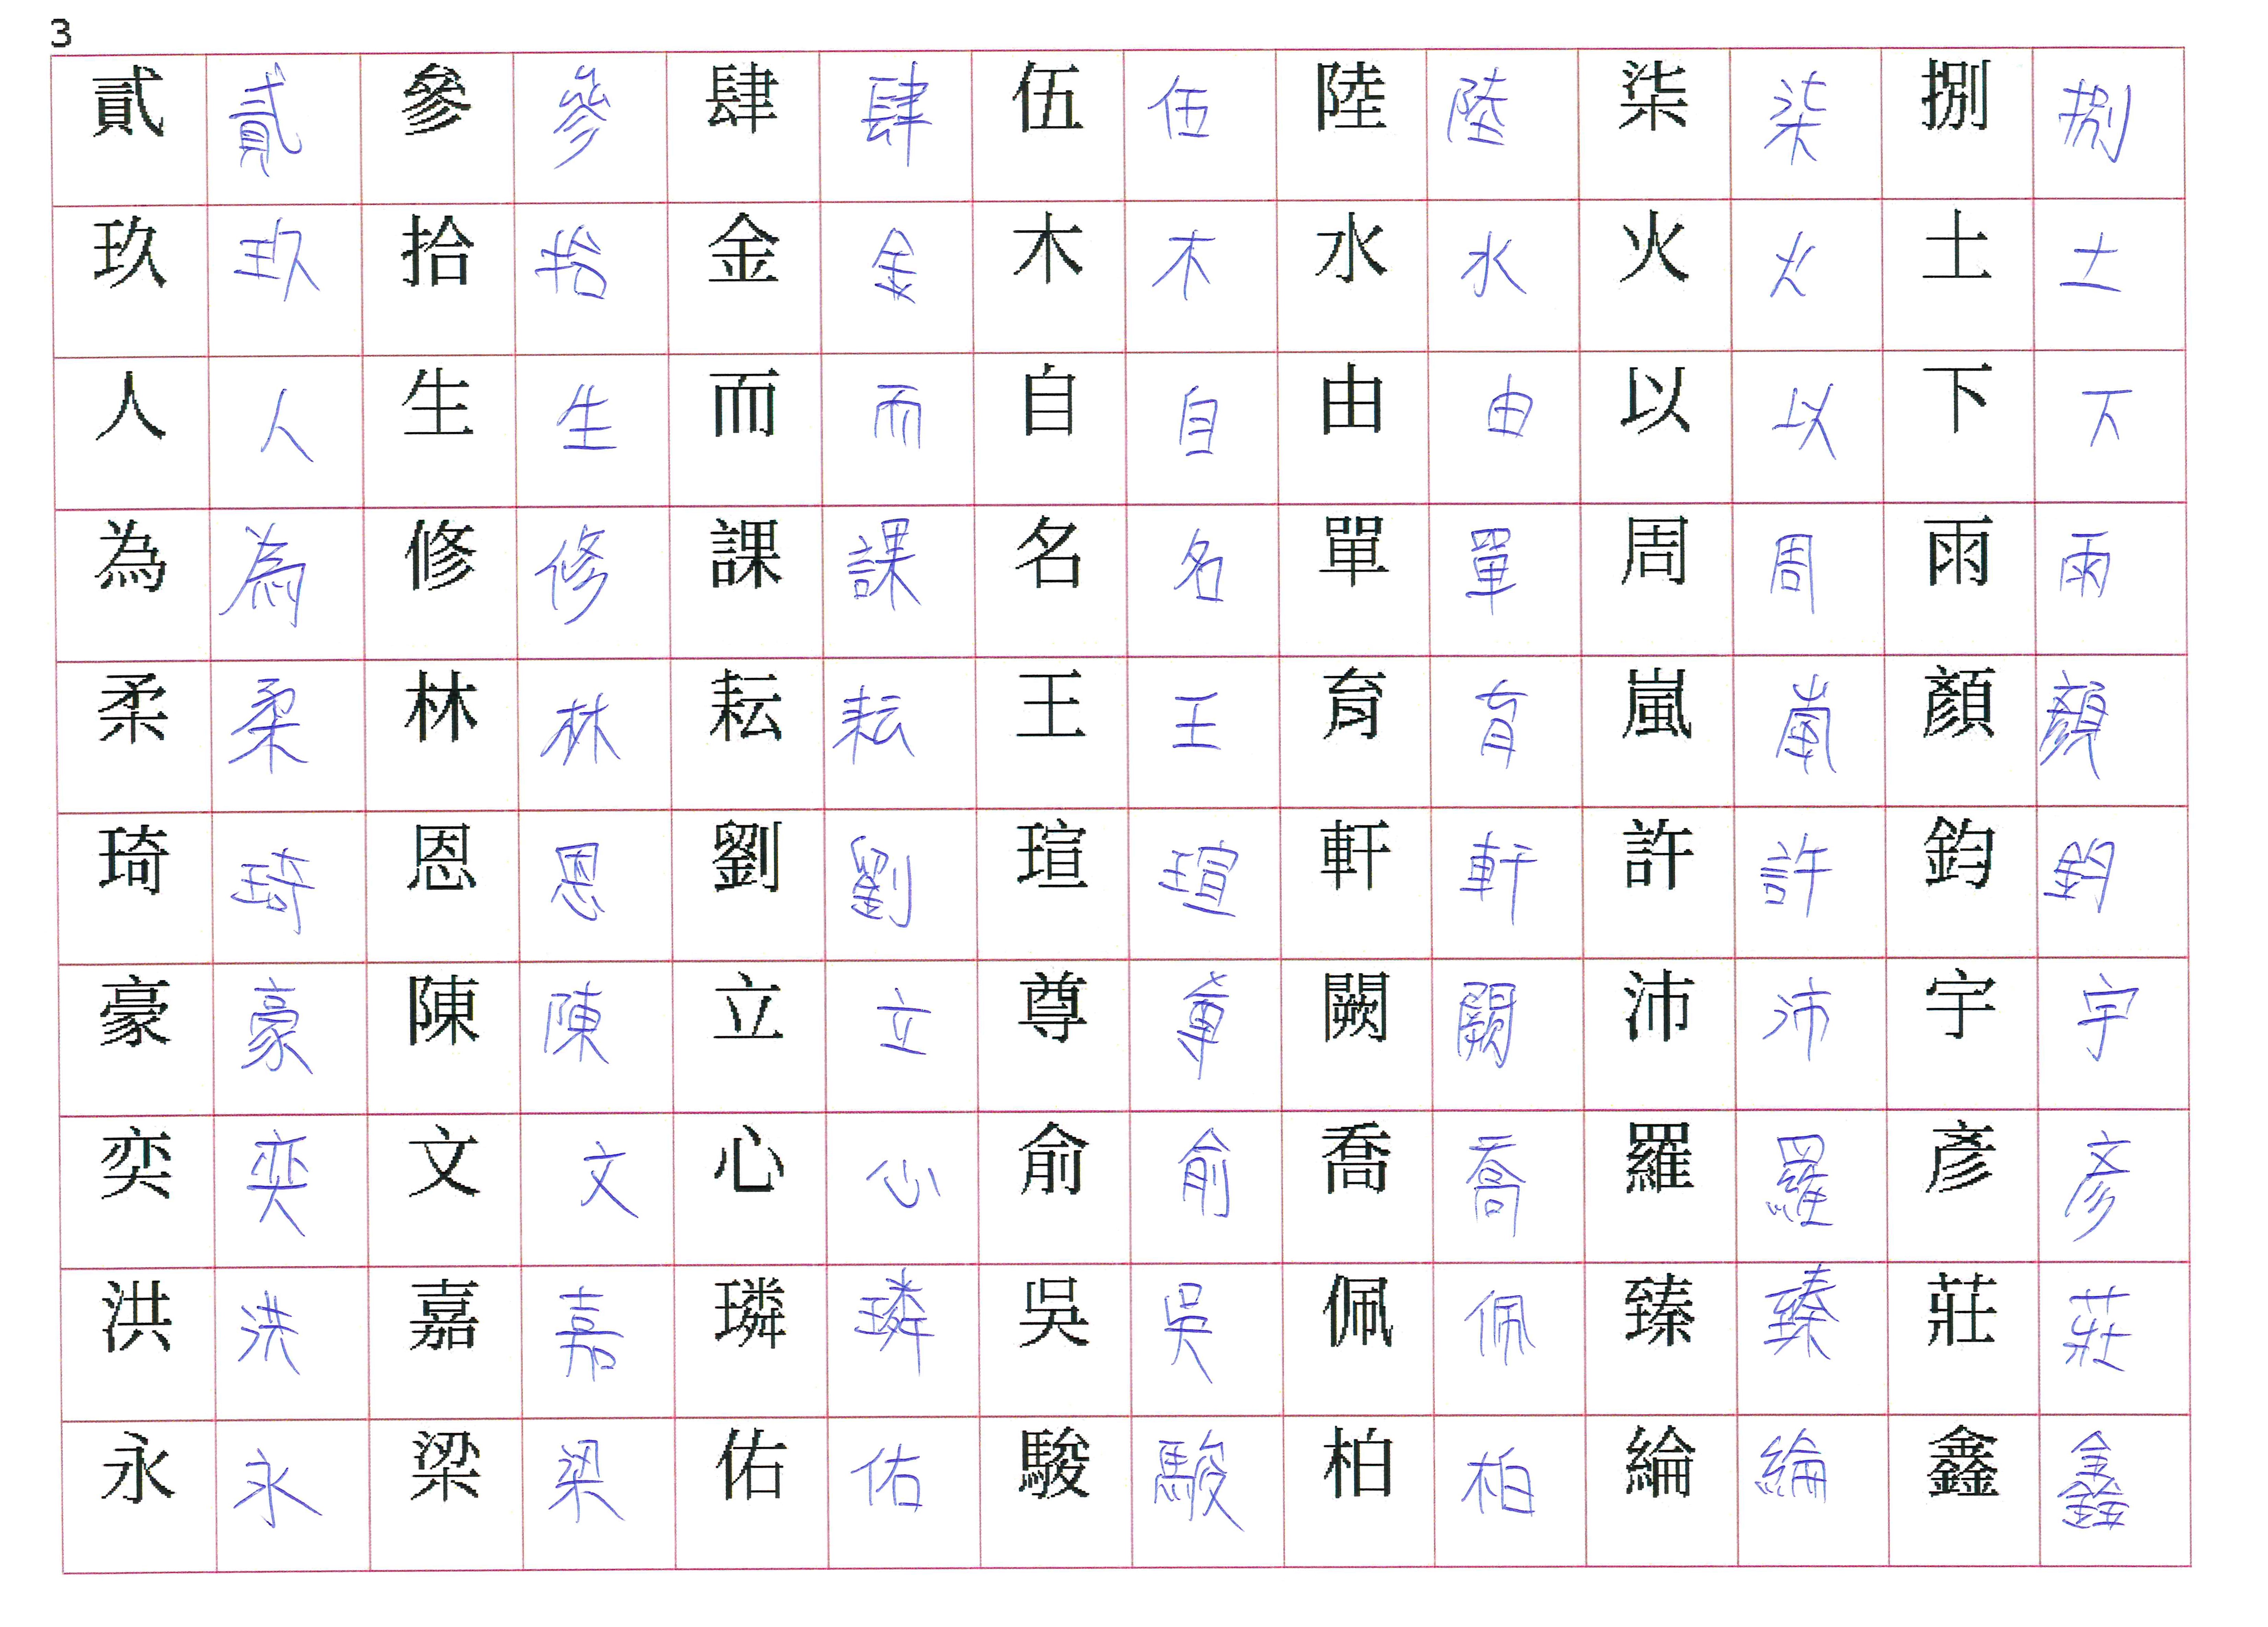 3
貳 貳 參 參 肆 肆 伍 伍 陸 陸 柒 柒 捌 捌
玖 玖 拾 拾 金 金 木 木 水 水 火 火 土 土
人 人 生 生 而 而 自 自 由 由 以 以 下 下
為 為 修 修 課 課 名 名 單 單 周 周 雨 雨
柔 柔 林 林 耘 耘 王 王 育 育 嵐 嵐 顏 顏
琦 琦 恩 恩 劉 劉 瑄 瑄 軒 軒 許 許 鈞 鈞
豪 豪 陳 陳 立 立 尊 尊 闕 闕 沛 沛 宇 宇
奕 奕 文 文 心 心 俞 俞 喬 喬 羅 羅 彥 彥
洪 洪 嘉 嘉 璘 璘 吳 吳 佩 佩 臻 臻 莊 莊
永 永 梁 梁 佑 佑 駿 駿 柏 柏 綸 綸 鑫 鑫